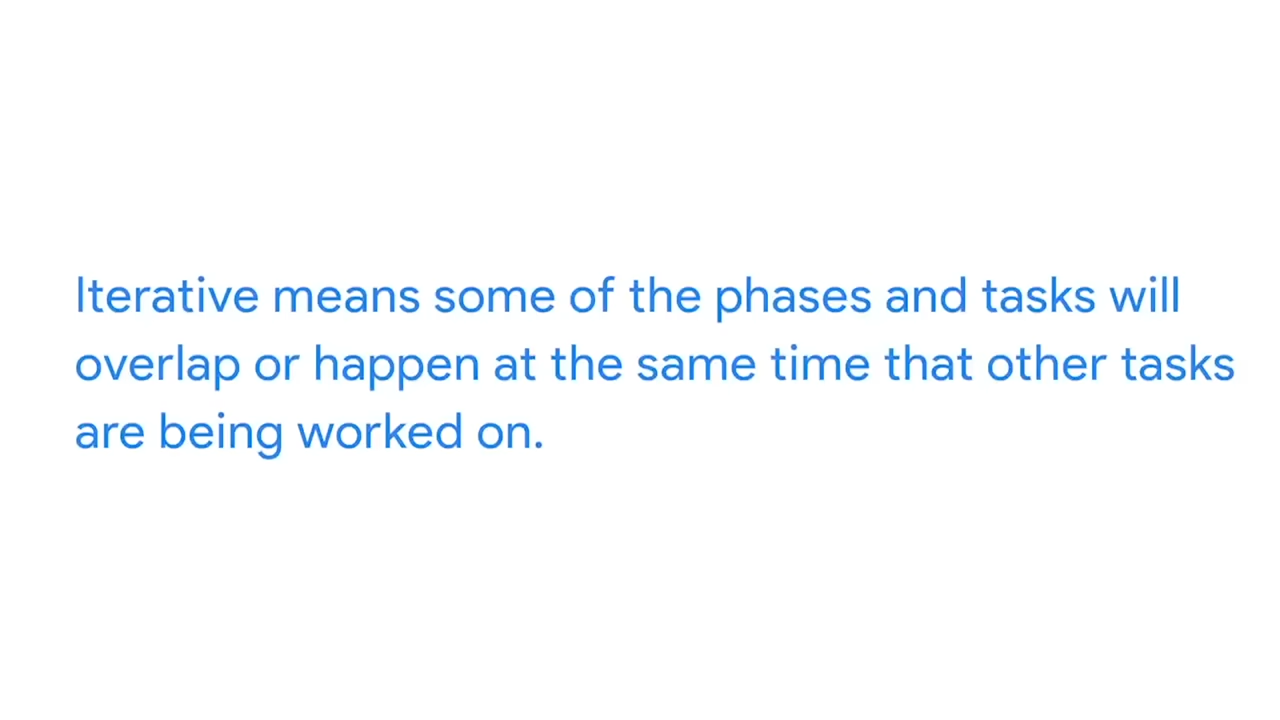 Iterative means some of the phases and tasks will
overlap or happen at the same time that other tasks
are being worked on.